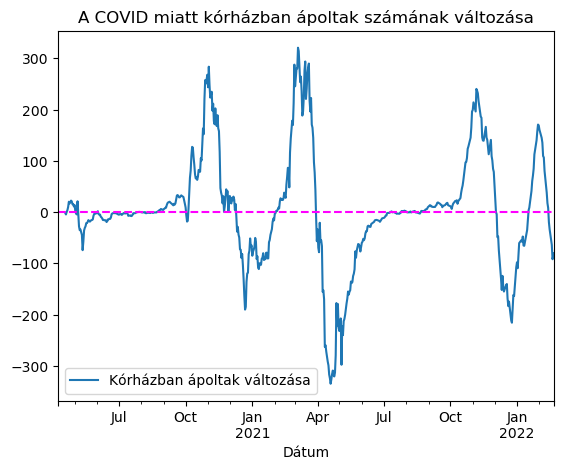 A COVID miatt kórházban ápoltak számának változása
300
200
100
0
−100
−200
−300
Kórházban ápoltak változása
Jul Oct Jan Apr Jul Oct Jan
2021 2022
Dátum